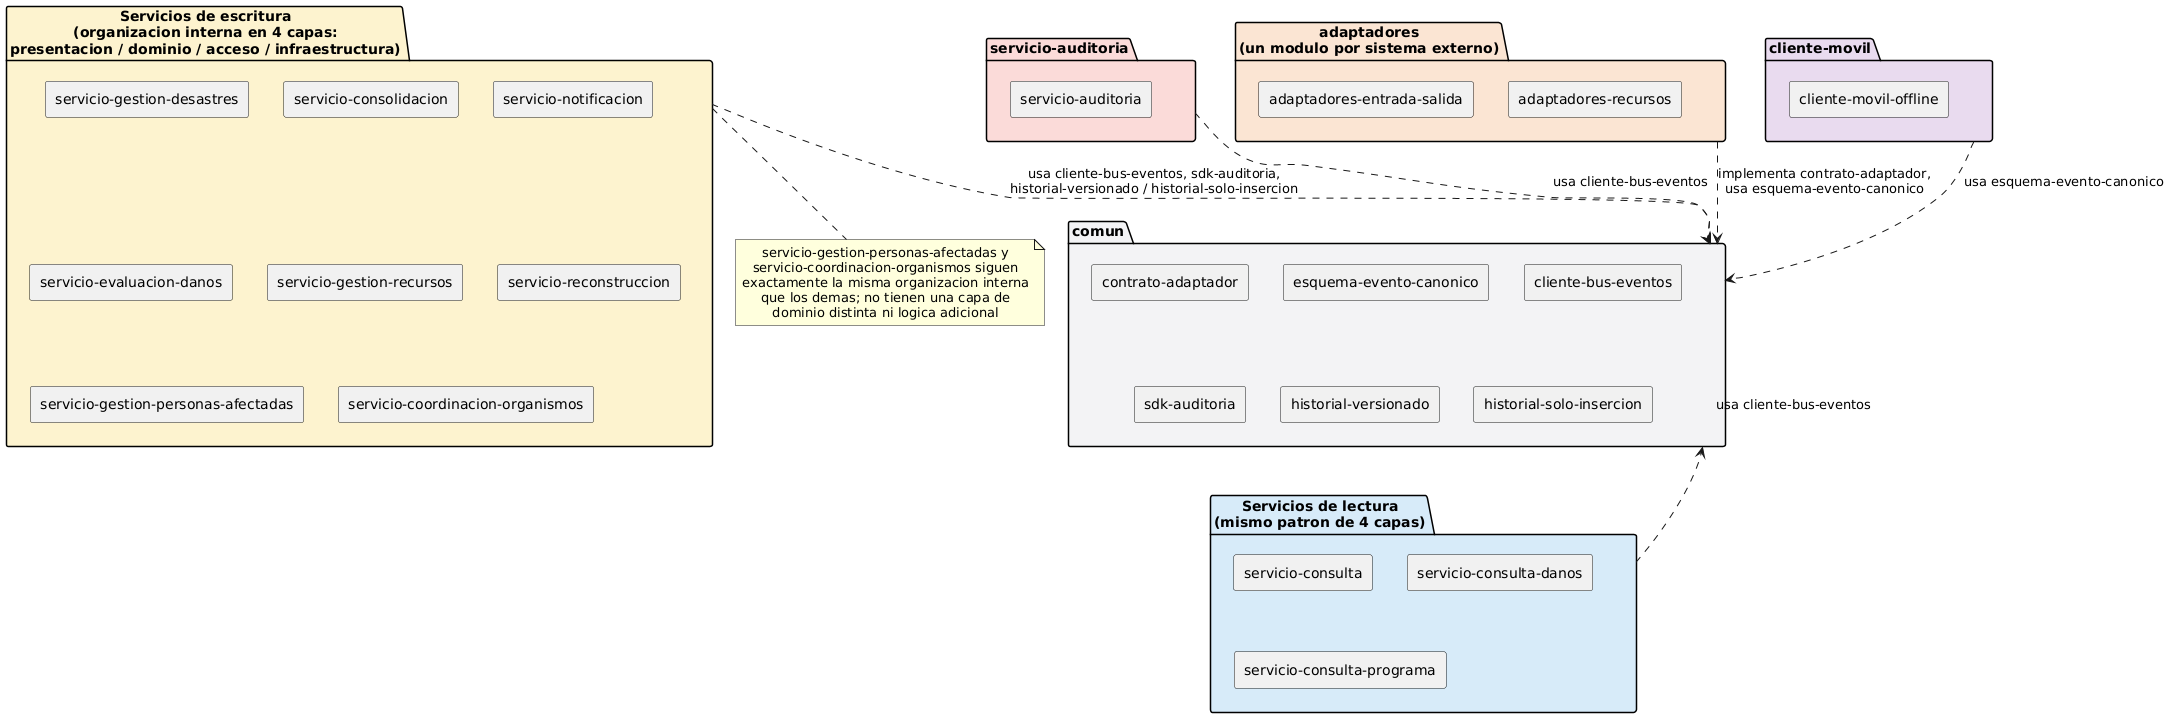 Servicios de escritura
(organizacion interna en 4 capas:
presentacion / dominio / acceso / infraestructura)
servicio-gestion-desastres
servicio-consolidacion
servicio-notificacion
servicio-evaluacion-danos
servicio-gestion-recursos
servicio-reconstruccion
servicio-gestion-personas-afectadas
servicio-coordinacion-organismos
servicio-auditoria
servicio-auditoria
adaptadores
(un modulo por sistema externo)
adaptadores-entrada-salida
adaptadores-recursos
cliente-movil
cliente-movil-offline
usa cliente-bus-eventos, sdk-auditoria,
historial-versionado / historial-solo-insercion
usa cliente-bus-eventos
implementa contrato-adaptador,
usa esquema-evento-canonico
usa esquema-evento-canonico
servicio-gestion-personas-afectadas y
servicio-coordinacion-organismos siguen
exactamente la misma organizacion interna
que los demas; no tienen una capa de
dominio distinta ni logica adicional
comun
contrato-adaptador
esquema-evento-canonico
cliente-bus-eventos
sdk-auditoria
historial-versionado
historial-solo-insercion
usa cliente-bus-eventos
Servicios de lectura
(mismo patron de 4 capas)
servicio-consulta
servicio-consulta-danos
servicio-consulta-programa